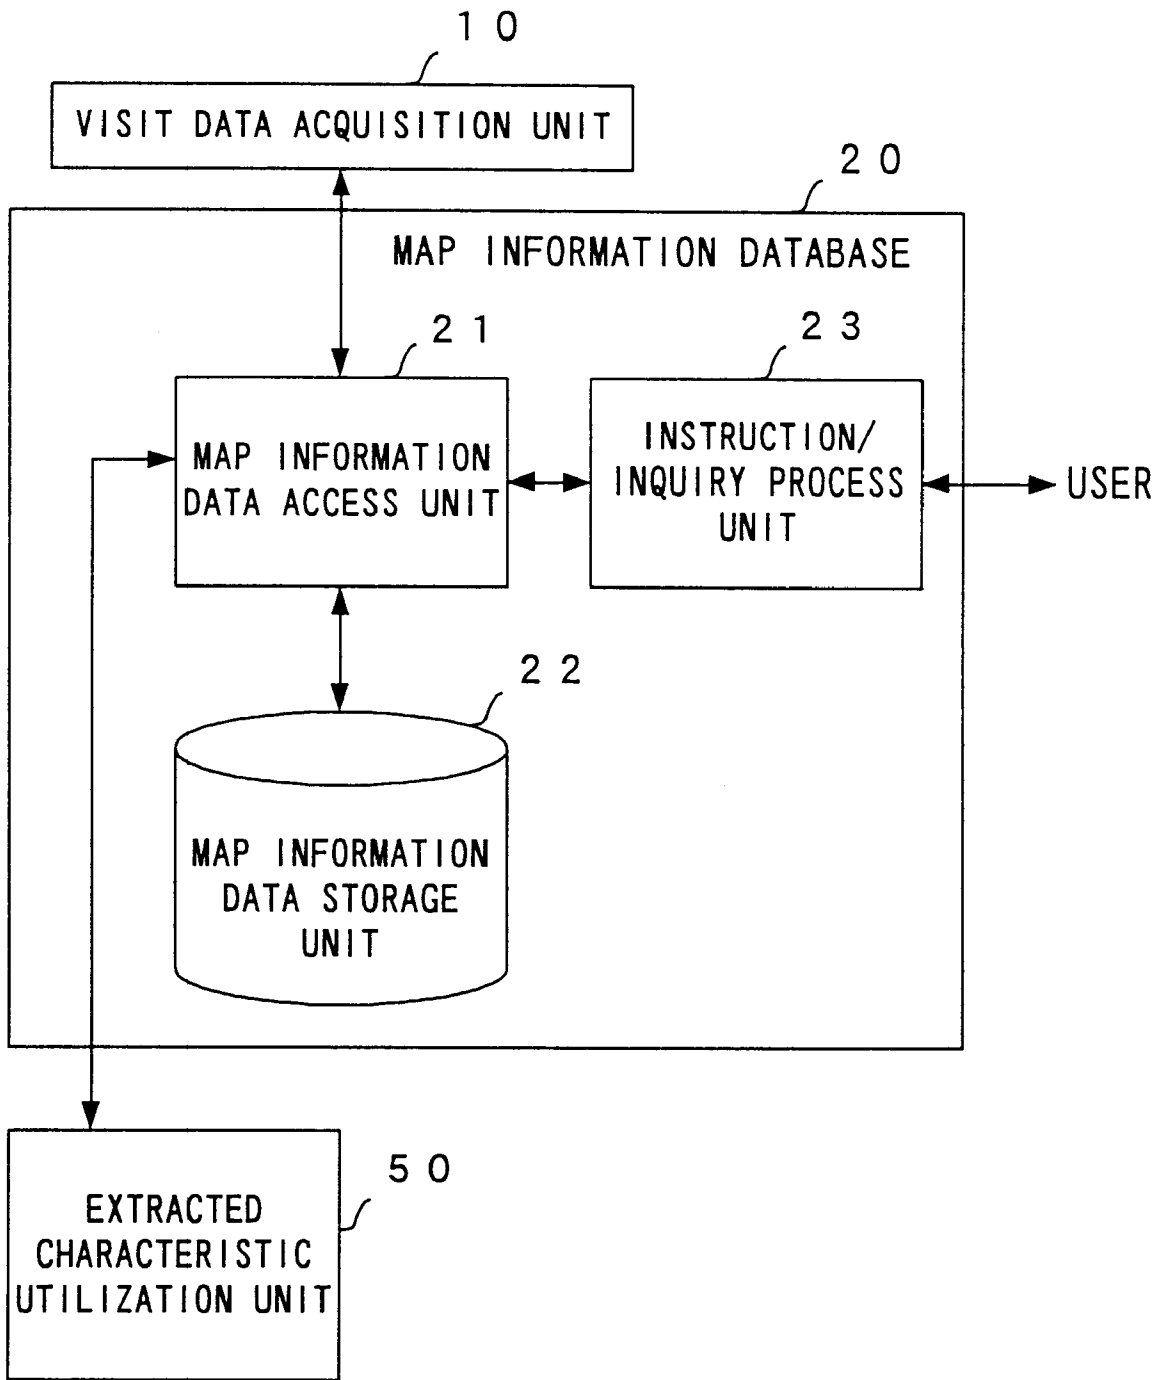 10
VISIT DATA ACQUISITION UNIT
20
MAP INFORMATION DATABASE
21
23
MAP INFORMATION
DATA ACCESS UNIT
INSTRUCTION/
INQUIRY PROCESS
UNIT
USER
22
MAP INFORMATION
DATA STORAGE
UNIT
50
EXTRACTED
CHARACTERISTIC
UTILIZATION UNIT